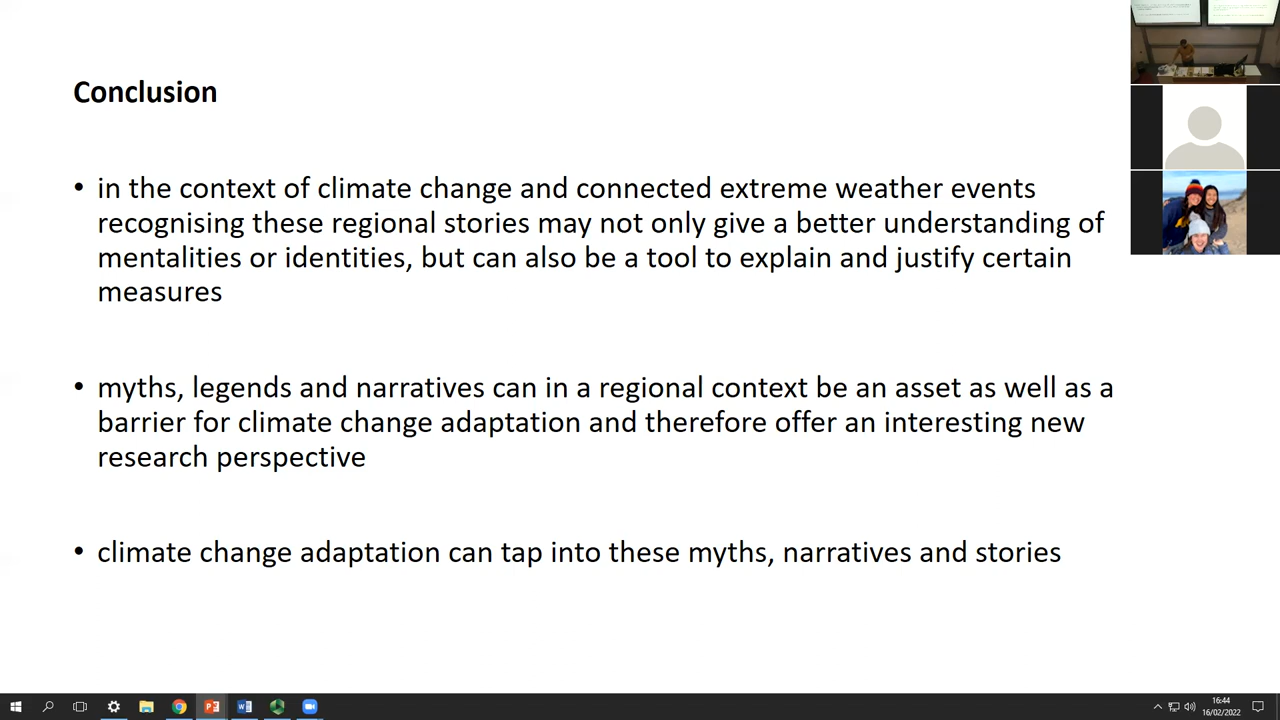 Conclusion
• in the context of climate change and connected extreme weather events
recognising these regional stories may not only give a better understanding of
mentalities or identities, but can also be a tool to explain and justify certain
measures
• myths, legends and narratives can in a regional context be an asset as well as a
barrier for climate change adaptation and therefore offer an interesting new
research perspective
• climate change adaptation can tap into these myths, narratives and stories
16:44
16/02/2022